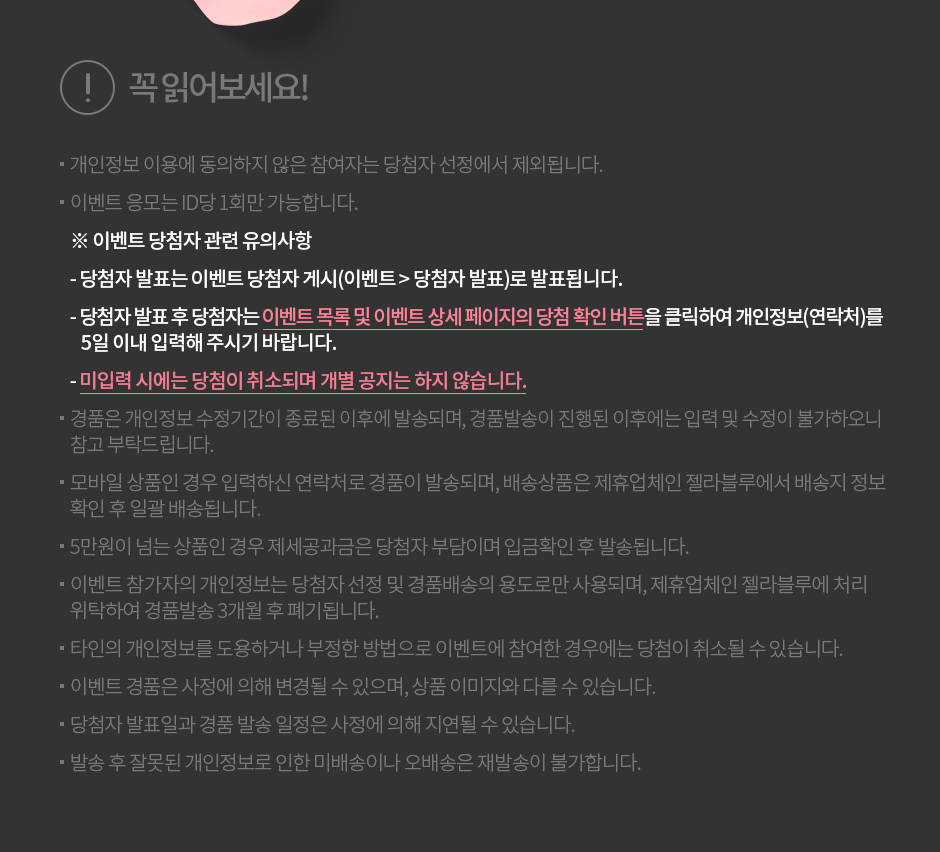 꼭 읽어보세요!
▪ 개인정보 이용에 동의하지 않은 참여자는 당첨자 선정에서 제외됩니다.
▪ 이벤트 응모는 ID당 1회만 가능합니다.
※ 이벤트 당첨자 관련 유의사항
- 당첨자 발표는 이벤트 당첨자 게시(이벤트 > 당첨자 발표)로 발표됩니다.
- 당첨자 발표 후 당첨자는 이벤트 목록 및 이벤트 상세 페이지의 당첨 확인 버튼을 클릭하여 개인정보(연락처)를
5일 이내 입력해 주시기 바랍니다.
- 미입력 시에는 당첨이 취소되며 개별 공지는 하지 않습니다.
▪ 경품은 개인정보 수정기간이 종료된 이후에 발송되며, 경품발송이 진행된 이후에는 입력 및 수정이 불가하오니
참고 부탁드립니다.
▪ 모바일 상품인 경우 입력하신 연락처로 경품이 발송되며, 배송상품은 제휴업체인 젤라블루에서 배송지 정보
확인 후 일괄 배송됩니다.
▪ 5만원이 넘는 상품인 경우 제세공과금은 당첨자 부담이며 입금확인 후 발송됩니다.
▪ 이벤트 참가자의 개인정보는 당첨자 선정 및 경품배송의 용도로만 사용되며, 제휴업체인 젤라블루에 처리
위탁하여 경품발송 3개월 후 폐기됩니다.
▪ 타인의 개인정보를 도용하거나 부정한 방법으로 이벤트에 참여한 경우에는 당첨이 취소될 수 있습니다.
▪ 이벤트 경품은 사정에 의해 변경될 수 있으며, 상품 이미지와 다를 수 있습니다.
▪ 당첨자 발표일과 경품 발송 일정은 사정에 의해 지연될 수 있습니다.
▪ 발송 후 잘못된 개인정보로 인한 미배송이나 오배송은 재발송이 불가합니다.